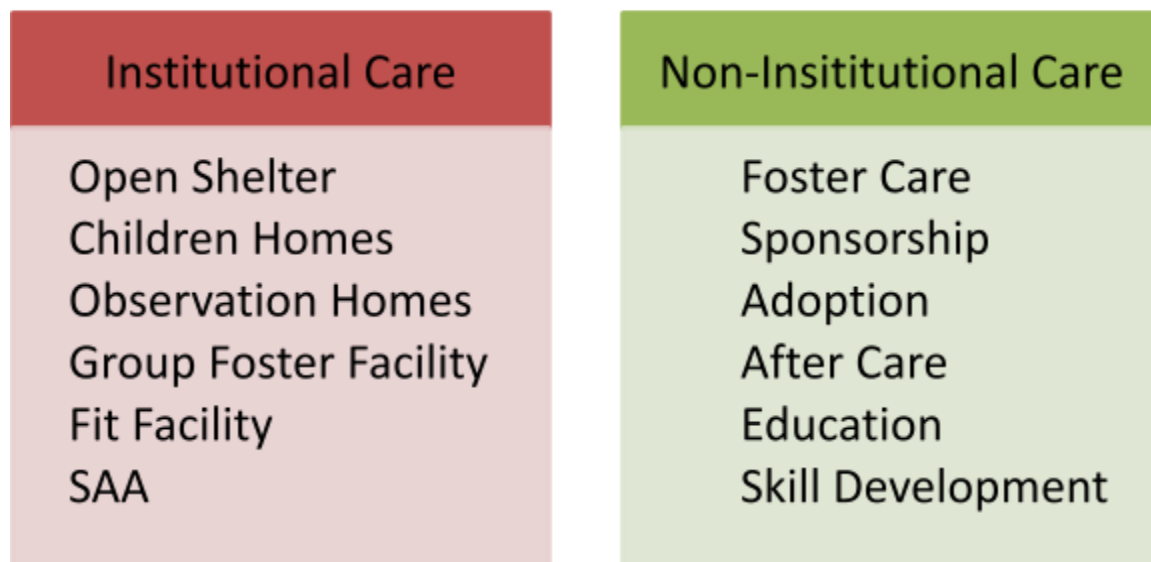 Institutional Care
Open Shelter
Children Homes
Observation Homes
Group Foster Facility
Fit Facility
SAA
Non-Insititutional Care
Foster Care
Sponsorship
Adoption
After Care
Education
Skill Development